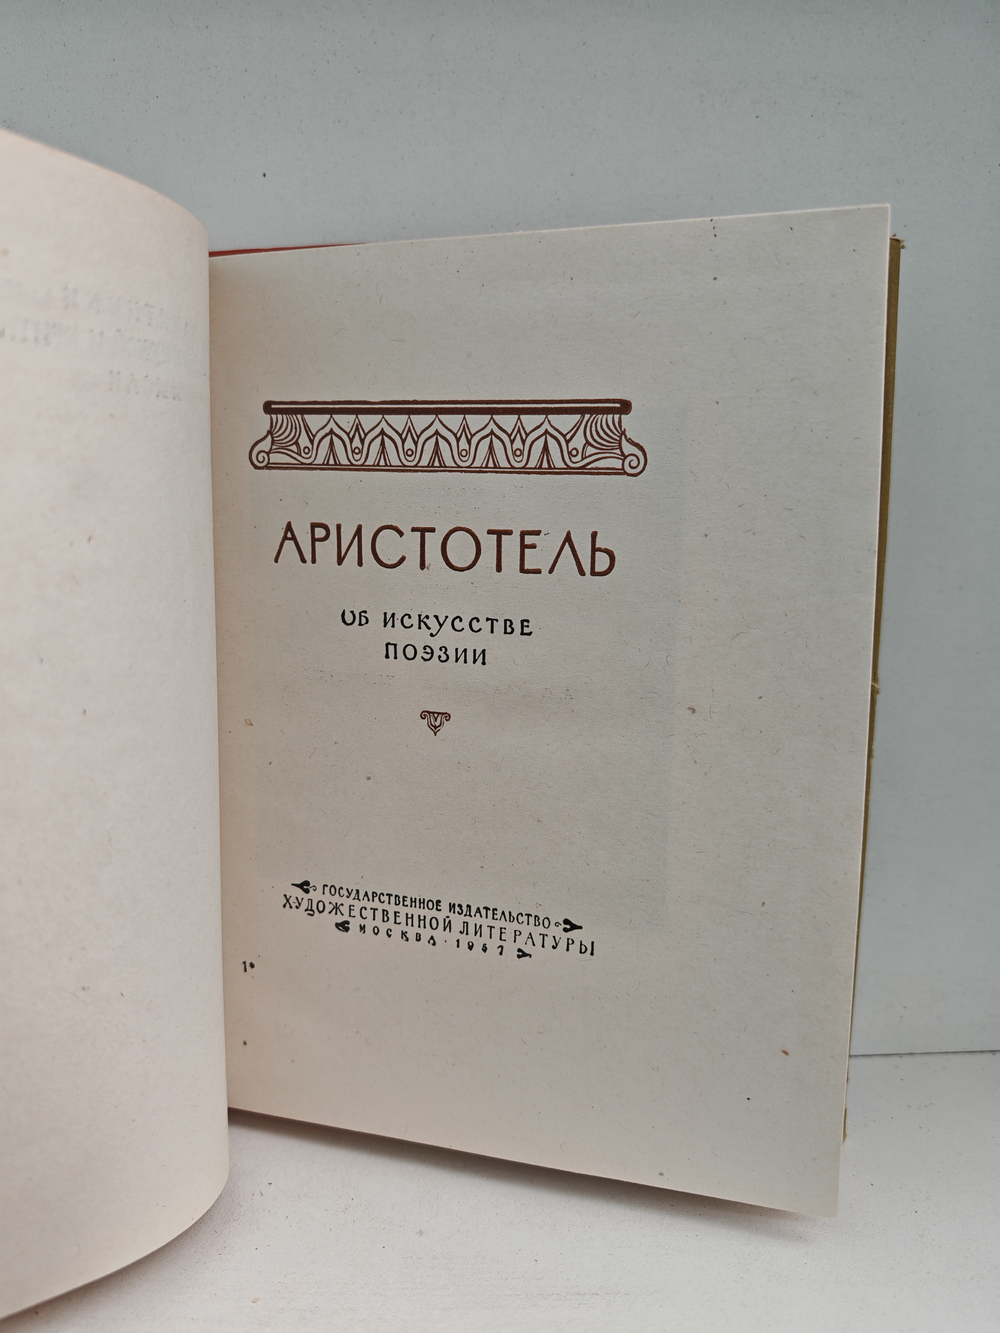 АРИСТОТЕЛЬ
ОБ ИСКУССТВЕ
ПОЭЗИИ
ГОСУДАРСТВЕННОЕ ИЗДАТЕЛЬСТВО
ХУДОЖЕСТВЕННОЙ ЛИТЕРАТУРЫ
МОСКВА · 1957
1*